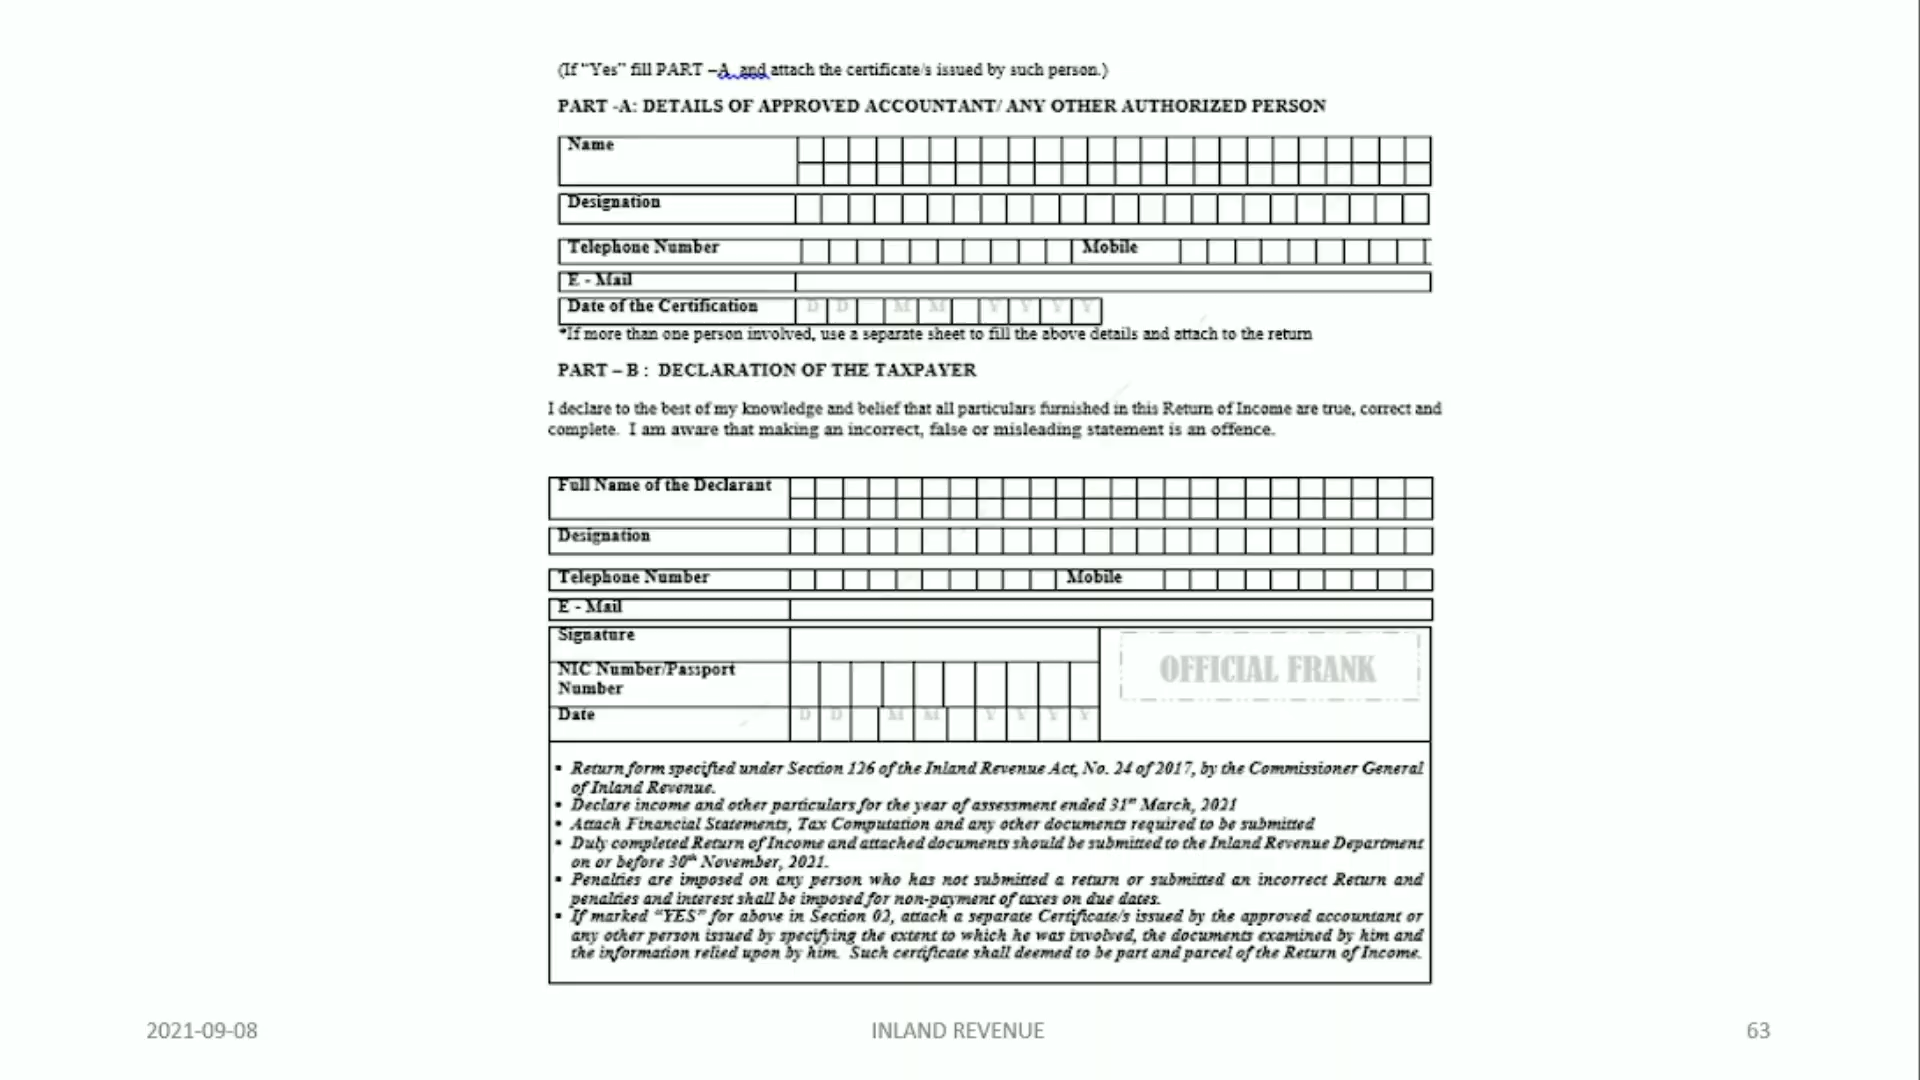 (If “Yes” fill PART –A and attach the certificate/s issued by such person.)
PART -A: DETAILS OF APPROVED ACCOUNTANT/ ANY OTHER AUTHORIZED PERSON
Name
Designation
Telephone Number Mobile
E - Mail
Date of the Certification D D M M Y Y Y Y
*If more than one person involved, use a separate sheet to fill the above details and attach to the return
PART – B : DECLARATION OF THE TAXPAYER
I declare to the best of my knowledge and belief that all particulars furnished in this Return of Income are true, correct and
complete. I am aware that making an incorrect, false or misleading statement is an offence.
Full Name of the Declarant
Designation
Telephone Number Mobile
E - Mail
Signature
OFFICIAL FRANK
NIC Number/Passport
Number
Date D D M M Y Y Y Y
▪ Return form specified under Section 126 of the Inland Revenue Act, No. 24 of 2017, by the Commissioner General
of Inland Revenue.
▪ Declare income and other particulars for the year of assessment ended 31st March, 2021
▪ Attach Financial Statements, Tax Computation and any other documents required to be submitted
▪ Duly completed Return of Income and attached documents should be submitted to the Inland Revenue Department
on or before 30th November, 2021.
▪ Penalties are imposed on any person who has not submitted a return or submitted an incorrect Return and
penalties and interest shall be imposed for non-payment of taxes on due dates.
▪ If marked “YES” for above in Section 02, attach a separate Certificate/s issued by the approved accountant or
any other person issued by specifying the extent to which he was involved, the documents examined by him and
the information relied upon by him. Such certificate shall deemed to be part and parcel of the Return of Income.
2021-09-08
INLAND REVENUE
63